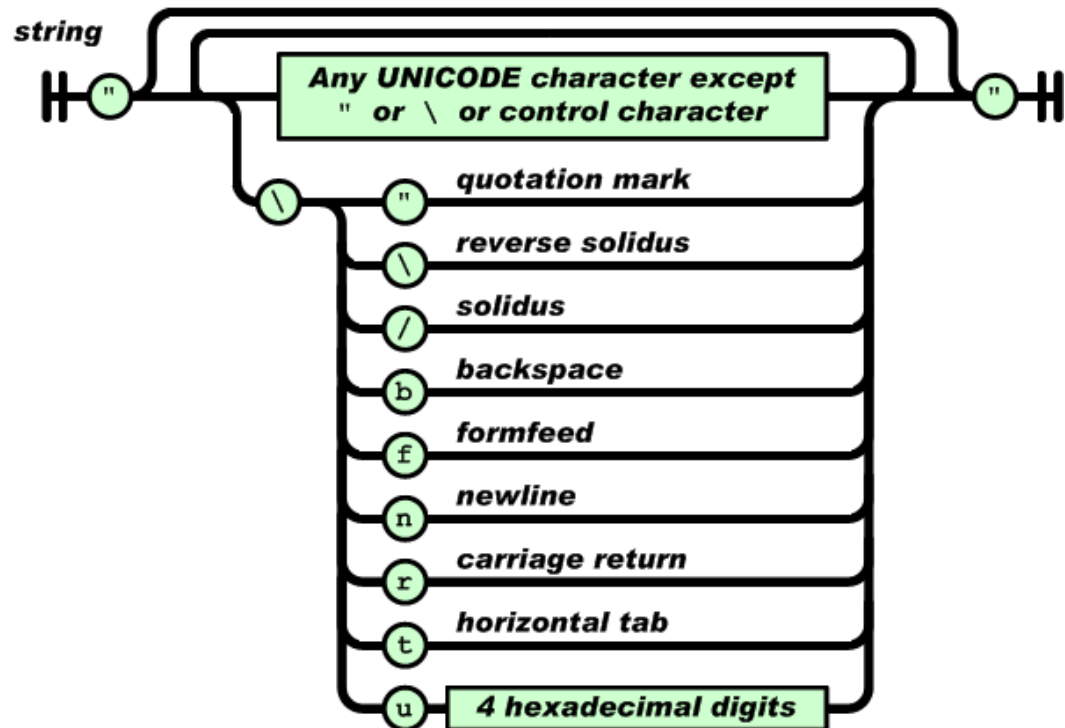 string
"
Any UNICODE character except
" or \ or control character
"
\
" quotation mark
\ reverse solidus
/ solidus
b backspace
f formfeed
n newline
r carriage return
t horizontal tab
u 4 hexadecimal digits